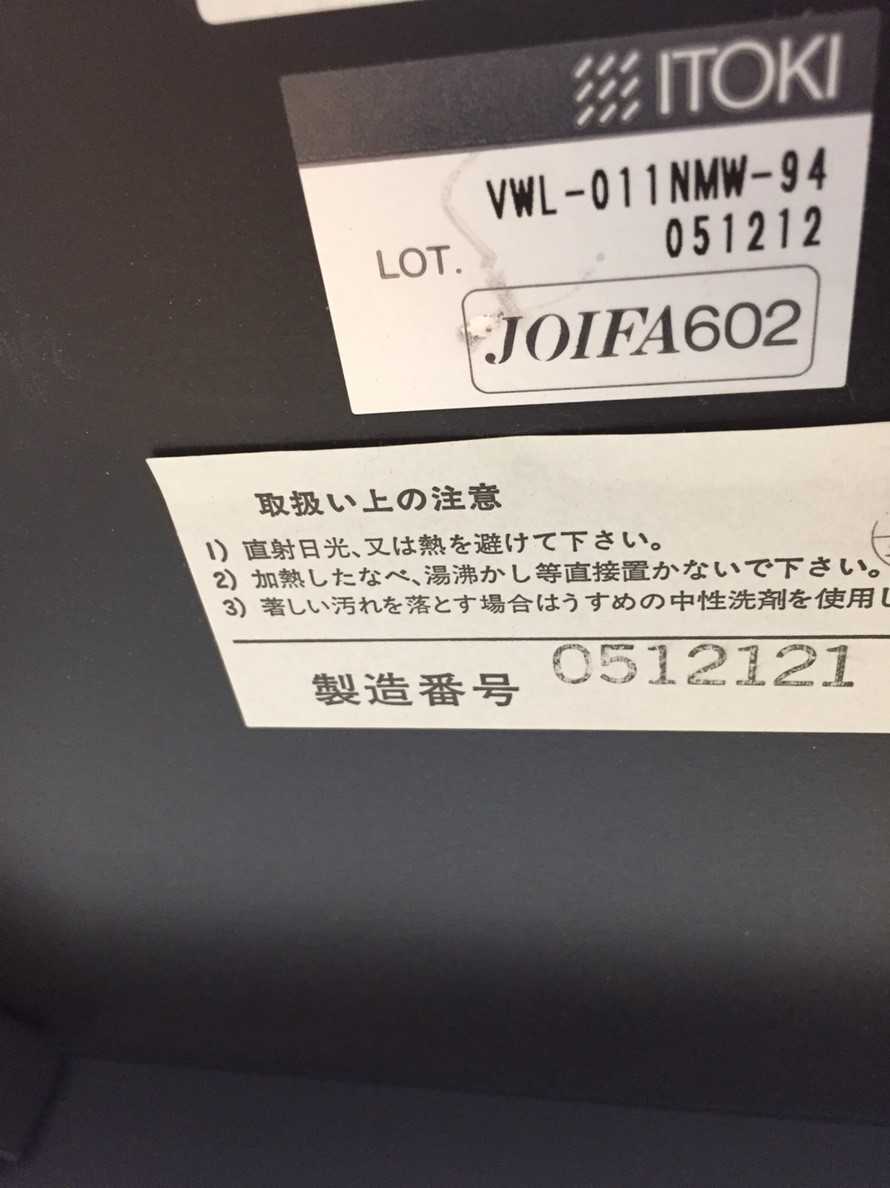 ITOKI
VWL-011NMW-94
LOT. 051212
JOIFA602
取扱い上の注意
1) 直射日光、又は熱を避けて下さい。
2) 加熱したなべ、湯沸かし等直接置かないで下さい。
3) 著しい汚れを落とす場合はうすめの中性洗剤を使用し
製造番号 0512121